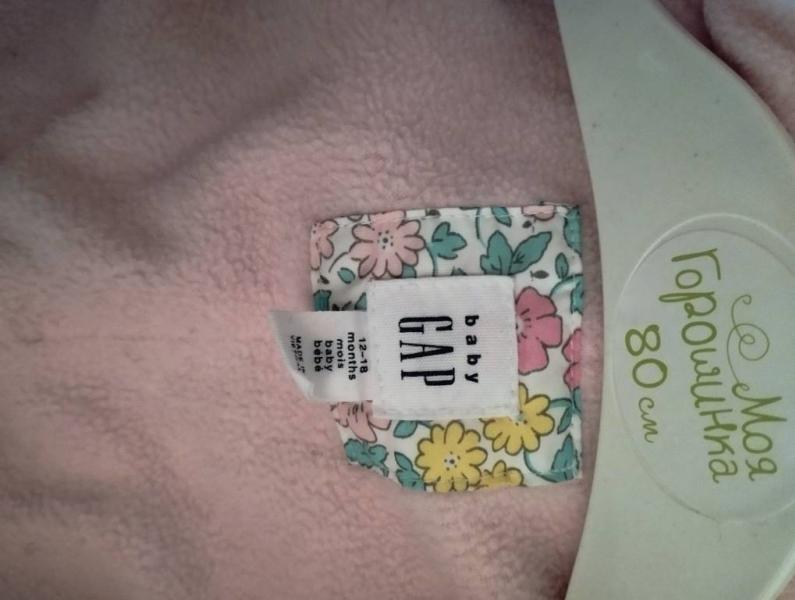 baby
GAP
12-18
months
mois
baby
bébé
Моя
Горошинка
80 см